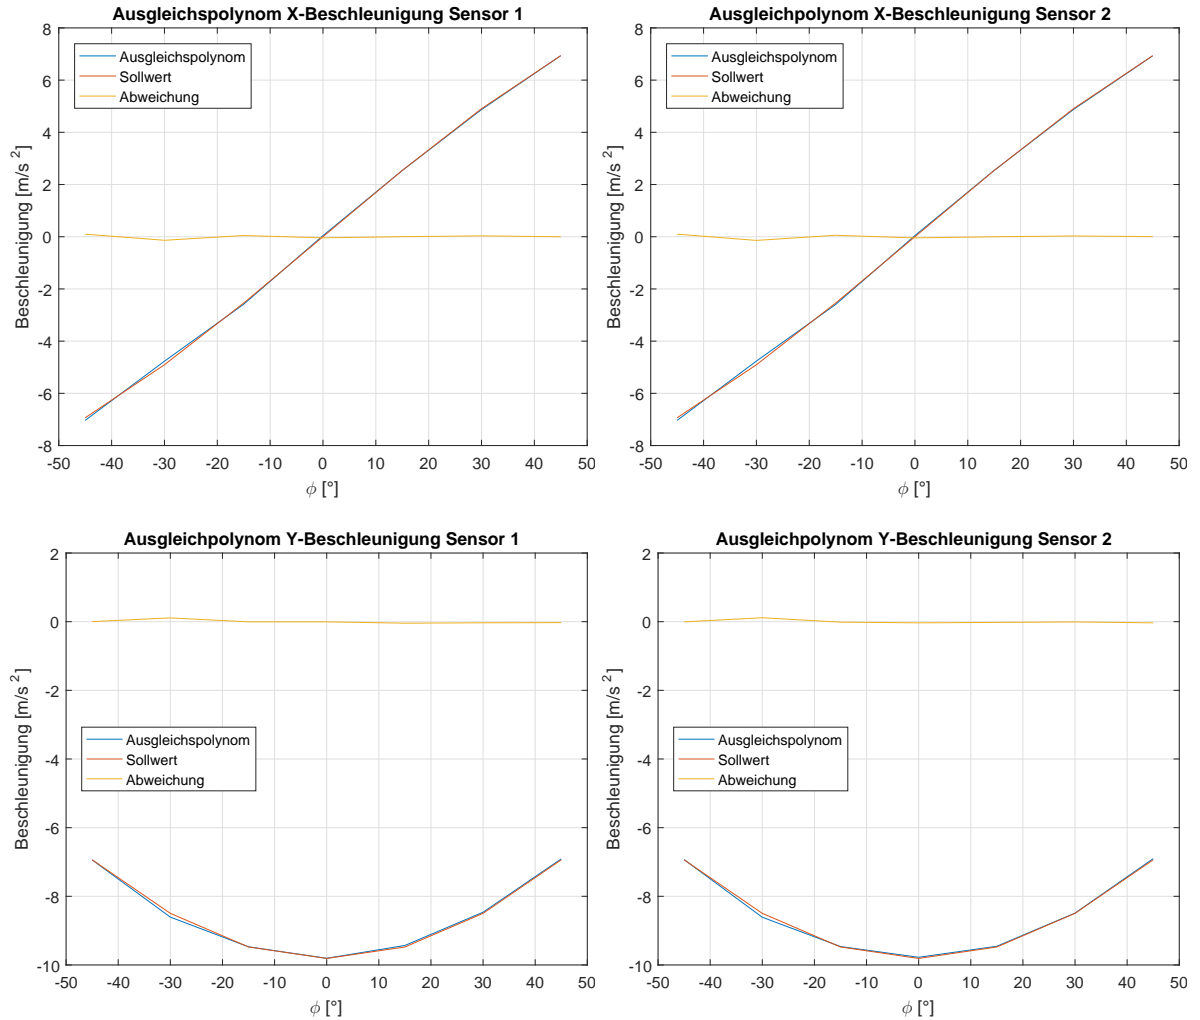 Ausgleichspolynom X-Beschleunigung Sensor 1
8
6
4
2
0
-2
-4
-6
-8
Beschleunigung [m/s 2 ]
Ausgleichspolynom
Sollwert
Abweichung
-50 -40 -30 -20 -10 0 10 20 30 40 50
ϕ [°]
Ausgleichpolynom X-Beschleunigung Sensor 2
8
6
4
2
0
-2
-4
-6
-8
Beschleunigung [m/s 2 ]
Ausgleichspolynom
Sollwert
Abweichung
-50 -40 -30 -20 -10 0 10 20 30 40 50
ϕ [°]
Ausgleichpolynom Y-Beschleunigung Sensor 1
2
0
-2
-4
-6
-8
-10
Beschleunigung [m/s 2 ]
Ausgleichspolynom
Sollwert
Abweichung
-50 -40 -30 -20 -10 0 10 20 30 40 50
ϕ [°]
Ausgleichpolynom Y-Beschleunigung Sensor 2
2
0
-2
-4
-6
-8
-10
Beschleunigung [m/s 2 ]
Ausgleichspolynom
Sollwert
Abweichung
-50 -40 -30 -20 -10 0 10 20 30 40 50
ϕ [°]